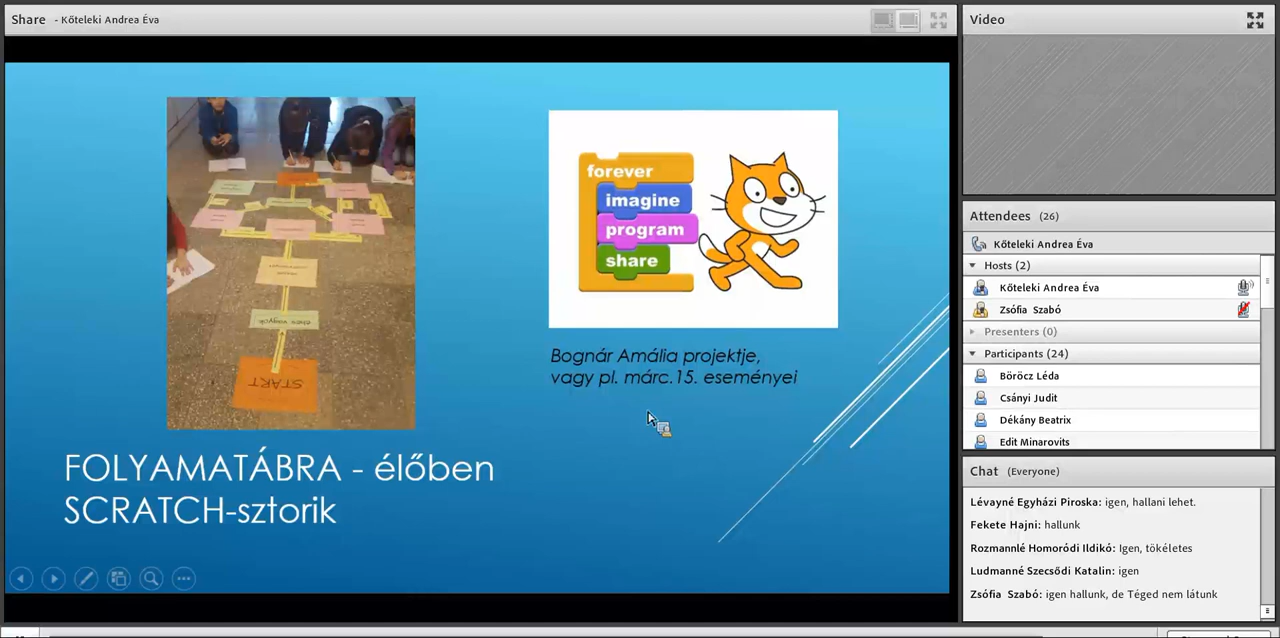 Share - Kőteleki Andrea Éva
START
forever
imagine
program
share
Bognár Amália projektje,
vagy pl. márc.15. eseményei
FOLYAMATÁBRA - élőben
SCRATCH-sztorik
Video
Attendees (26)
Kőteleki Andrea Éva
Hosts (2)
Kőteleki Andrea Éva
Zsófia Szabó
Presenters (0)
Participants (24)
Böröcz Léda
Csányi Judit
Dékány Beatrix
Edit Minarovits
Chat (Everyone)
Lévayné Egyházi Piroska: igen, hallani lehet.
Fekete Hajni: hallunk
Rozmannlé Homoródi Ildikó: Igen, tökéletes
Ludmanné Szecsődi Katalin: igen
Zsófia Szabó: igen hallunk, de Téged nem látunk